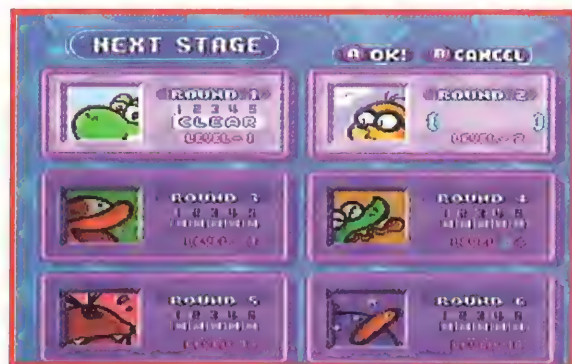 NEXT STAGE
A OK! B CANCEL
ROUND 1
1 2 3 4 5
CLEAR
LEVEL-1
ROUND 2
LEVEL-2
ROUND 3
1 2 3 4 5
ROUND 4
1 2 3 4 5
ROUND 5
1 2 3 4 5
ROUND 6
1 2 3 4 5